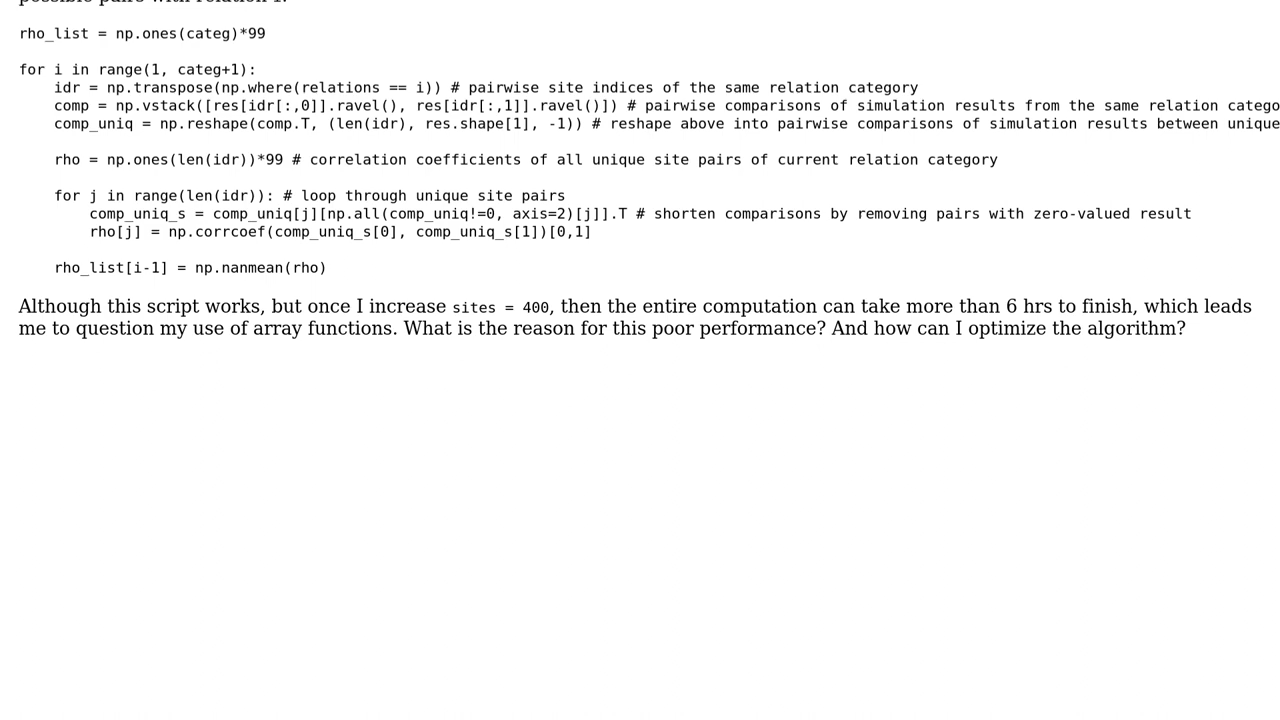 rho_list = np.ones(categ)*99
for i in range(1, categ+1):
idr = np.transpose(np.where(relations == i)) # pairwise site indices of the same relation category
comp = np.vstack([res[idr[:,0]].ravel(), res[idr[:,1]].ravel()]) # pairwise comparisons of simulation results from the same relation catego
comp_uniq = np.reshape(comp.T, (len(idr), res.shape[1], -1)) # reshape above into pairwise comparisons of simulation results between unique
rho = np.ones(len(idr))*99 # correlation coefficients of all unique site pairs of current relation category
for j in range(len(idr)): # loop through unique site pairs
comp_uniq_s = comp_uniq[j][np.all(comp_uniq!=0, axis=2)[j]].T # shorten comparisons by removing pairs with zero-valued result
rho[j] = np.corrcoef(comp_uniq_s[0], comp_uniq_s[1])[0,1]
rho_list[i-1] = np.nanmean(rho)
Although this script works, but once I increase sites = 400, then the entire computation can take more than 6 hrs to finish, which leads
me to question my use of array functions. What is the reason for this poor performance? And how can I optimize the algorithm?